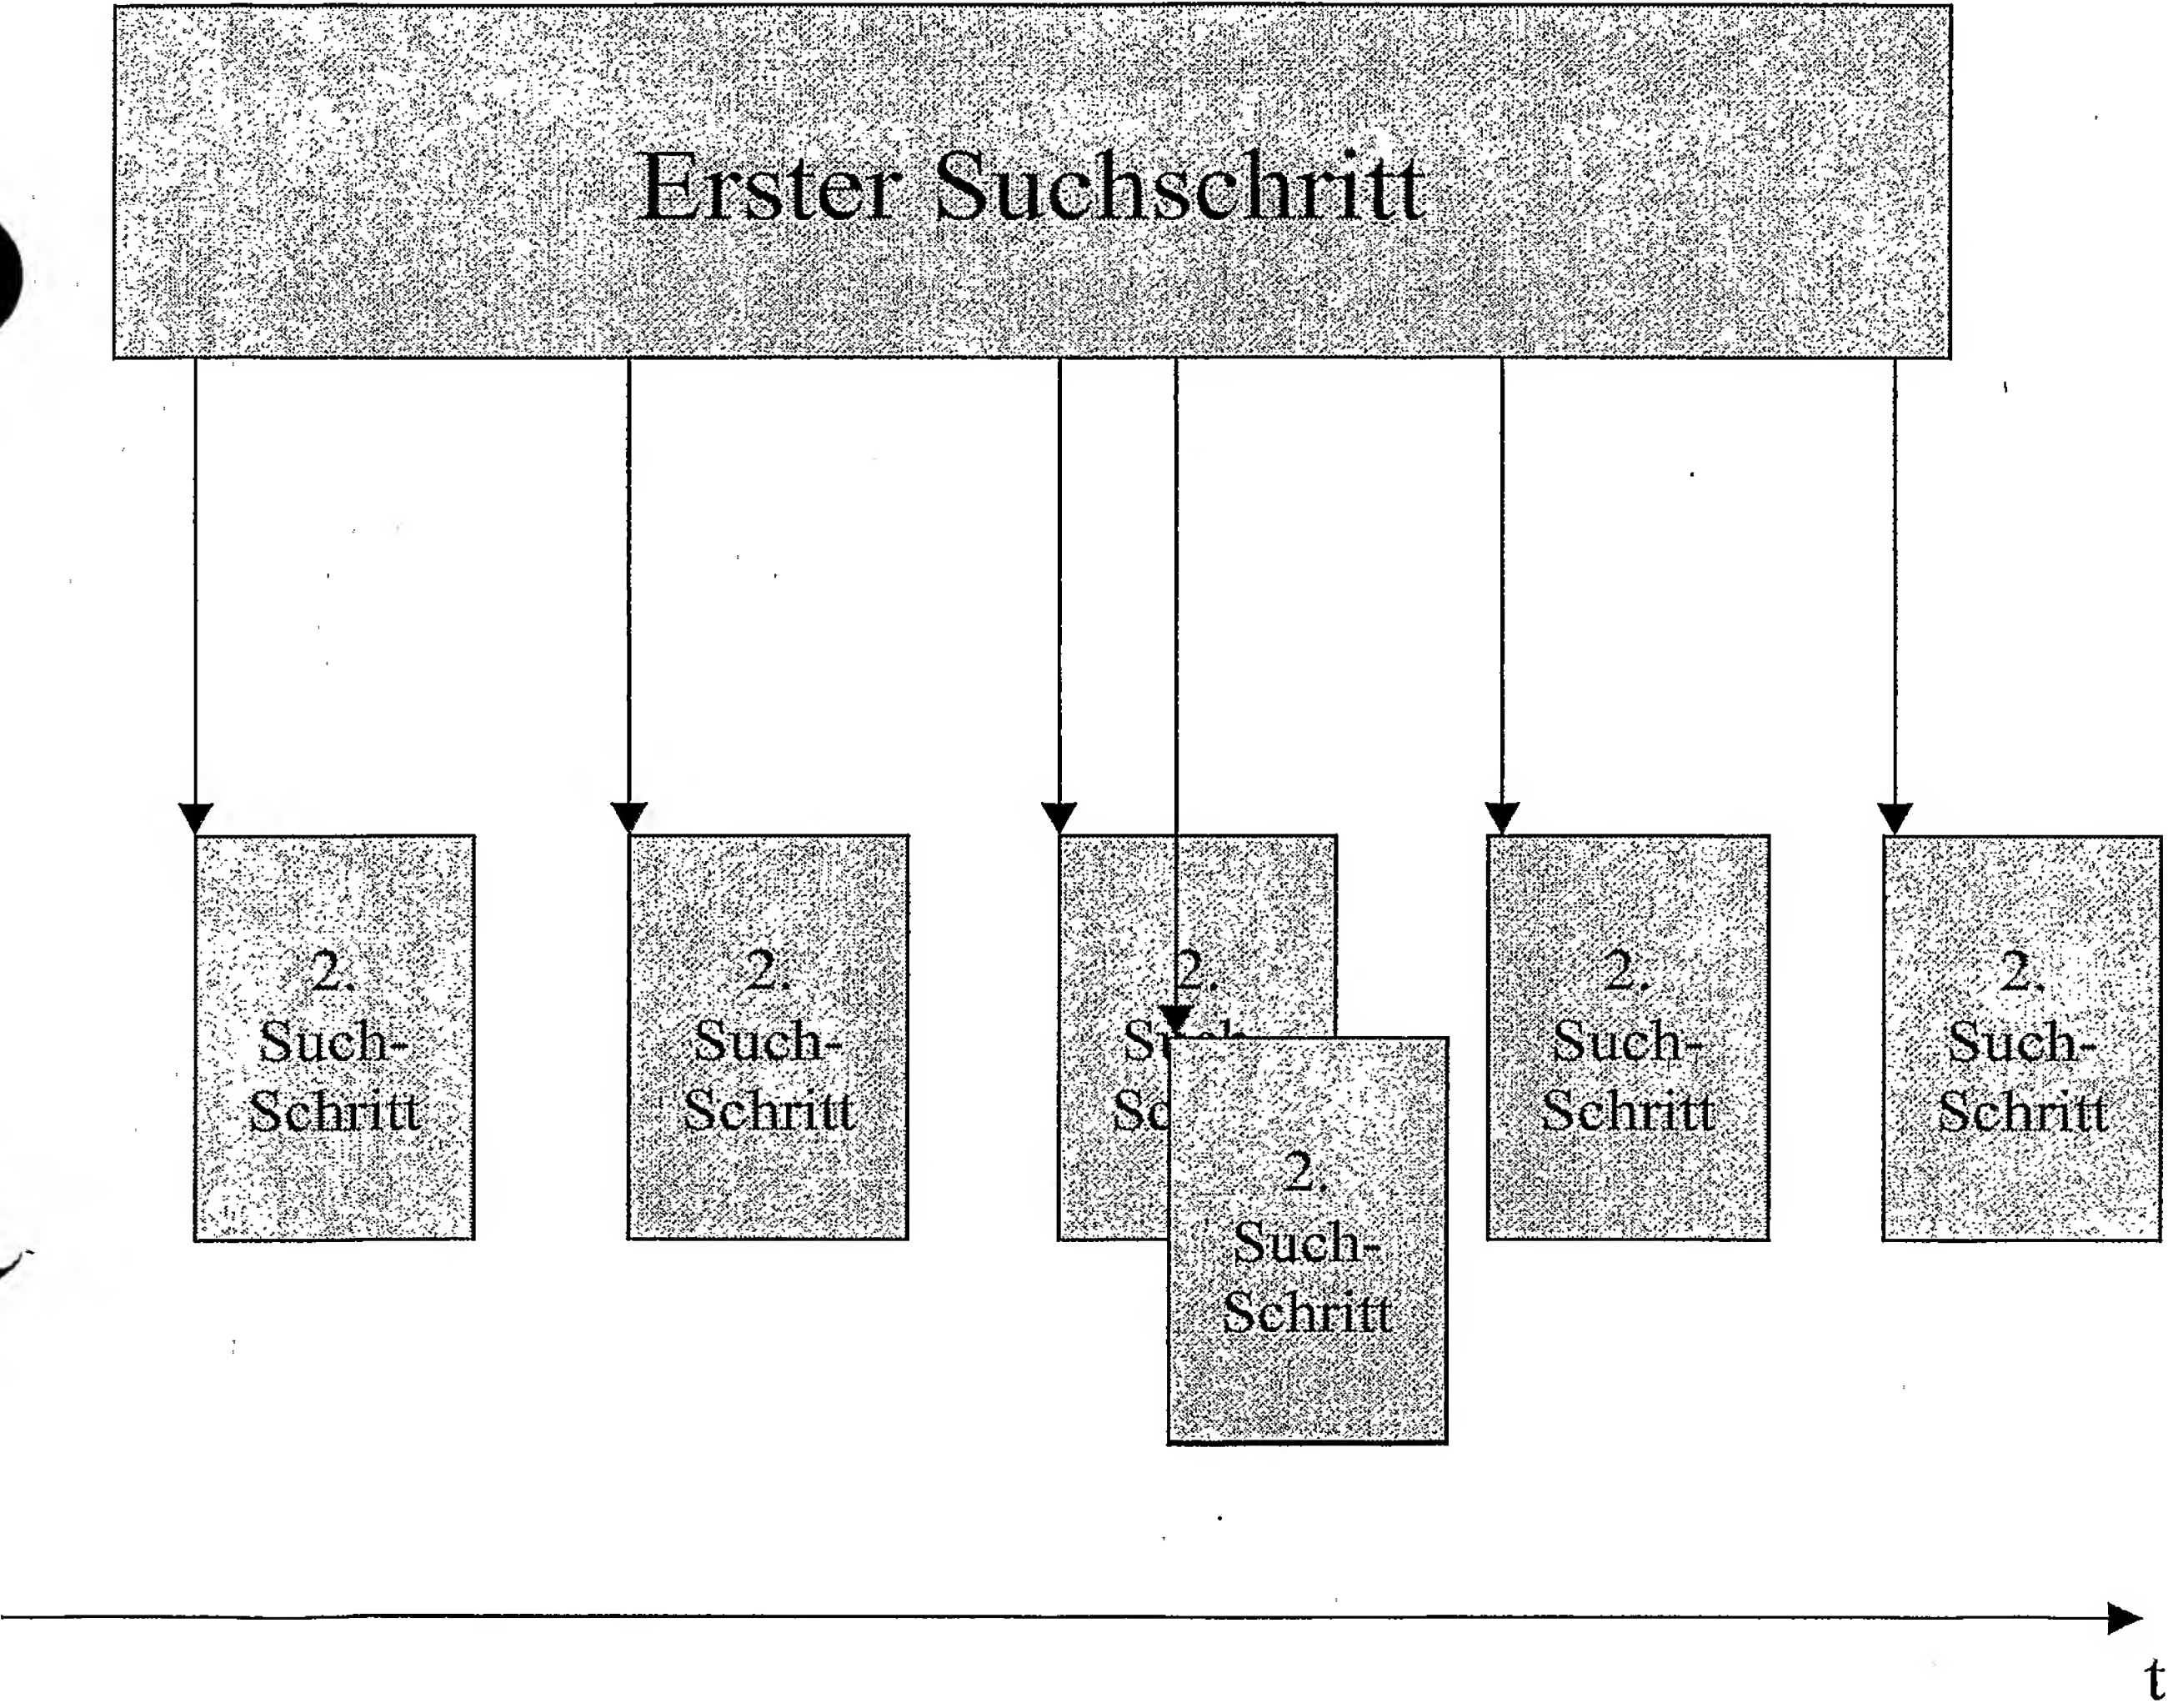 Erster Suchschritt
2.
Such-
Schritt
2.
Such-
Schritt
2.
2.
Such-
Schritt
2.
Such-
Schritt
2.
Such-
Schritt
t